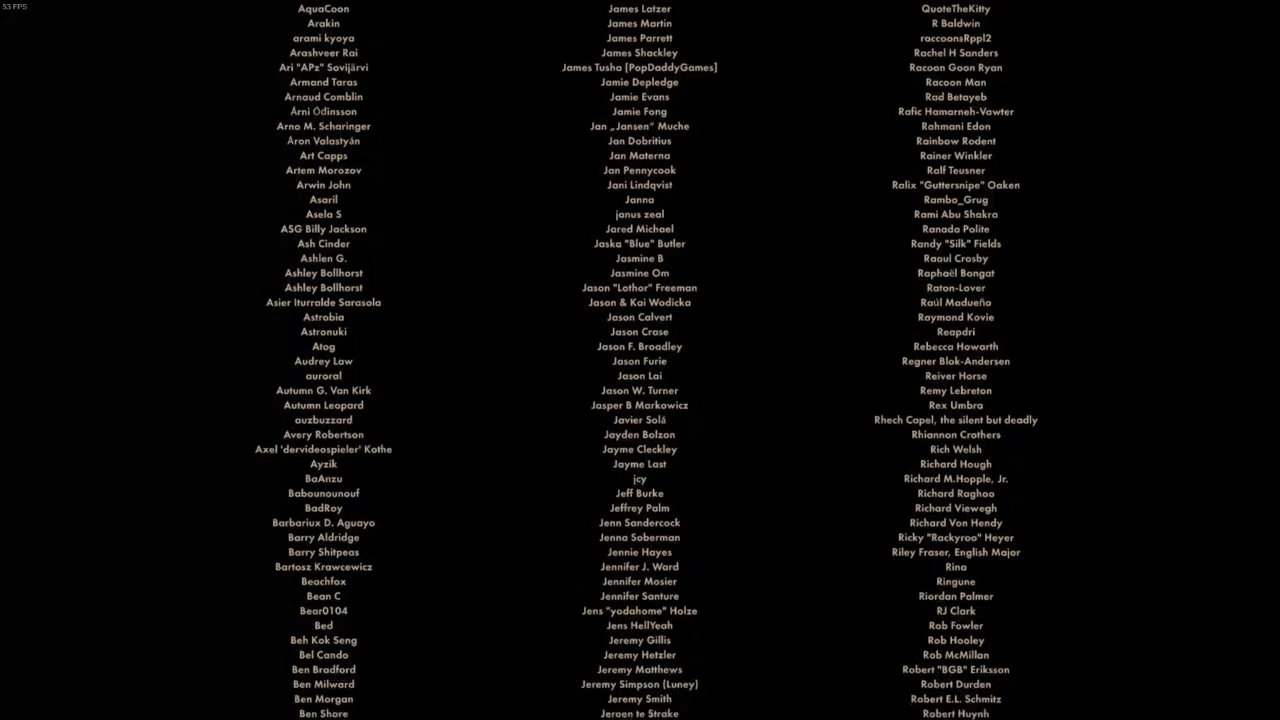 53 FPS
AquaCoon
Arakin
arami kyoya
Arashveer Rai
Ari "APz" Sovijärvi
Armand Taras
Arnaud Comblin
Árni Óðinsson
Arno M. Scharinger
Áron Valastyán
Art Capps
Artem Morozov
Arwin John
Asaril
Asela S
ASG Billy Jackson
Ash Cinder
Ashlen G.
Ashley Bollhorst
Ashley Bollhorst
Asier Iturralde Sarasola
Astrobia
Astronuki
Atog
Audrey Law
auroral
Autumn G. Van Kirk
Autumn Leopard
auzbuzzard
Avery Robertson
Axel 'dervideospieler' Kothe
Ayzik
BaAnzu
Babounounouf
BadRoy
Barbariux D. Aguayo
Barry Aldridge
Barry Shitpeas
Bartosz Krawcewicz
Beachfox
Bean C
Bear0104
Bed
Beh Kok Seng
Bel Cando
Ben Bradford
Ben Milward
Ben Morgan
Ben Shore
James Latzer
James Martin
James Parrett
James Shackley
James Tusha [PopDaddyGames]
Jamie Depledge
Jamie Evans
Jamie Fong
Jan „Jansen“ Muche
Jan Dobritius
Jan Materna
Jan Pennycook
Jani Lindqvist
Janna
janus zeal
Jared Michael
Jaska "Blue" Butler
Jasmine B
Jasmine Om
Jason "Lothor" Freeman
Jason & Kai Wodicka
Jason Calvert
Jason Crase
Jason F. Broadley
Jason Furie
Jason Lai
Jason W. Turner
Jasper B Markowicz
Javier Solá
Jayden Bolzon
Jayme Cleckley
Jayme Last
jcy
Jeff Burke
Jeffrey Palm
Jenn Sandercock
Jenna Soberman
Jennie Hayes
Jennifer J. Ward
Jennifer Mosier
Jennifer Santure
Jens "yodahome" Holze
Jens HellYeah
Jeremy Gillis
Jeremy Hetzler
Jeremy Matthews
Jeremy Simpson (Luney)
Jeremy Smith
Jeroen te Strake
QuoteTheKitty
R Baldwin
raccoonsRppl2
Rachel H Sanders
Racoon Goon Ryan
Racoon Man
Rad Betayeb
Rafic Hamarneh-Vawter
Rahmani Edon
Rainbow Rodent
Rainer Winkler
Ralf Teusner
Ralix "Guttersnipe" Oaken
Rambo_Grug
Rami Abu Shakra
Ranada Polite
Randy "Silk" Fields
Raoul Crosby
Raphaël Bongat
Raton-Lover
Raúl Madueño
Raymond Kovie
Reapdri
Rebecca Howarth
Regner Blok-Andersen
Reiver Horse
Remy Lebreton
Rex Umbra
Rhech Capel, the silent but deadly
Rhiannon Crothers
Rich Welsh
Richard Hough
Richard M.Hopple, Jr.
Richard Raghoo
Richard Viewegh
Richard Von Hendy
Ricky "Rackyroo" Heyer
Riley Fraser, English Major
Rina
Ringune
Riordan Palmer
RJ Clark
Rob Fowler
Rob Hooley
Rob McMillan
Robert "BGB" Eriksson
Robert Durden
Robert E.L. Schmitz
Robert Huynh